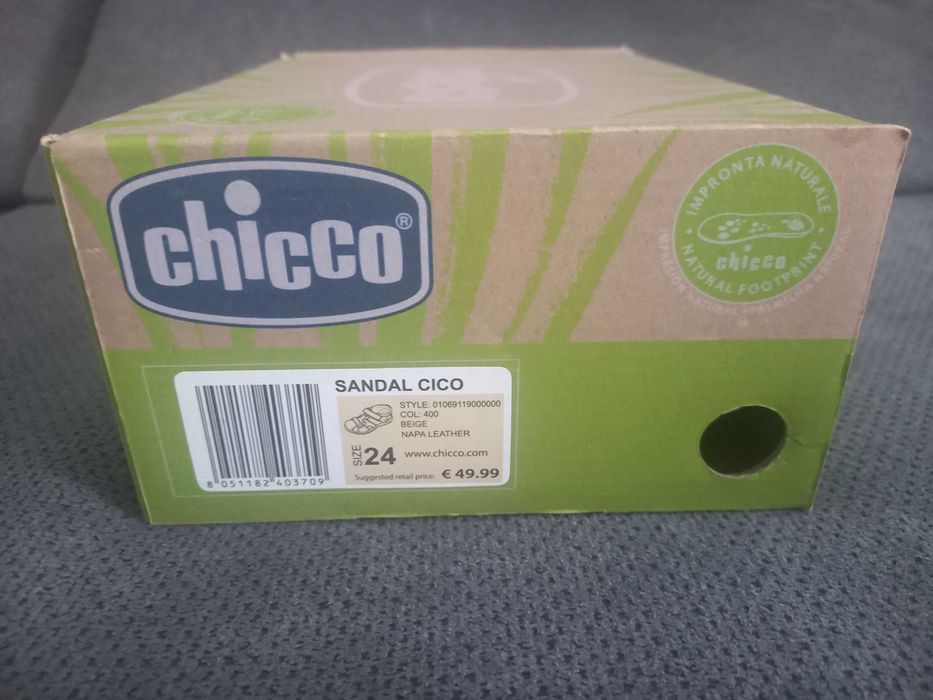 chicco®
IMPRONTA NATURALE
chicco
NATURAL FOOTPRINT
SANDAL CICO
STYLE: 01069119000000
COL: 400
BEIGE
NAPA LEATHER
SIZE 24 www.chicco.com
Suggested retail price: € 49.99
8 051182 403709